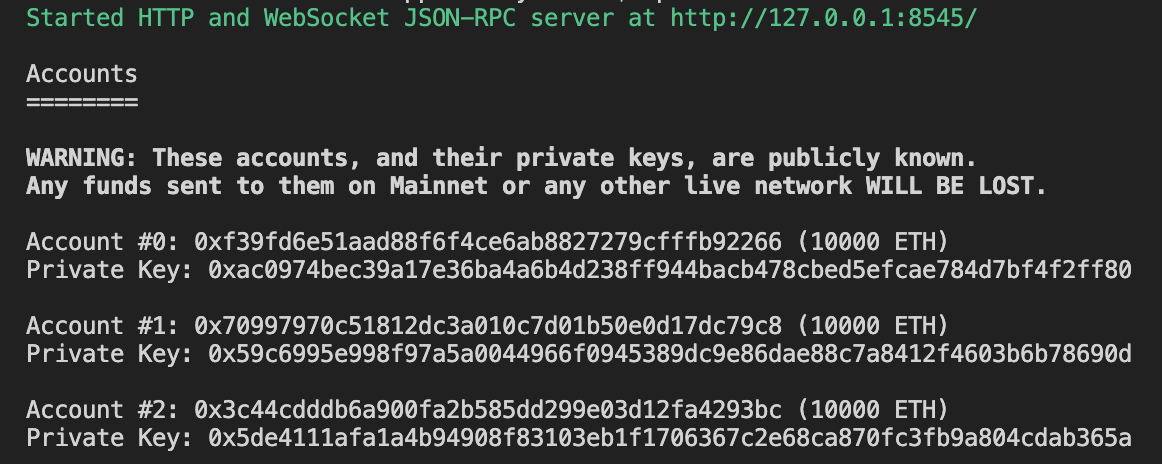 Started HTTP and WebSocket JSON-RPC server at http://127.0.0.1:8545/
Accounts
========
WARNING: These accounts, and their private keys, are publicly known.
Any funds sent to them on Mainnet or any other live network WILL BE LOST.
Account #0: 0xf39fd6e51aad88f6f4ce6ab8827279cfffb92266 (10000 ETH)
Private Key: 0xac0974bec39a17e36ba4a6b4d238ff944bacb478cbed5efcae784d7bf4f2ff80
Account #1: 0x70997970c51812dc3a010c7d01b50e0d17dc79c8 (10000 ETH)
Private Key: 0x59c6995e998f97a5a0044966f0945389dc9e86dae88c7a8412f4603b6b78690d
Account #2: 0x3c44cdddb6a900fa2b585dd299e03d12fa4293bc (10000 ETH)
Private Key: 0x5de4111afa1a4b94908f83103eb1f1706367c2e68ca870fc3fb9a804cdab365a